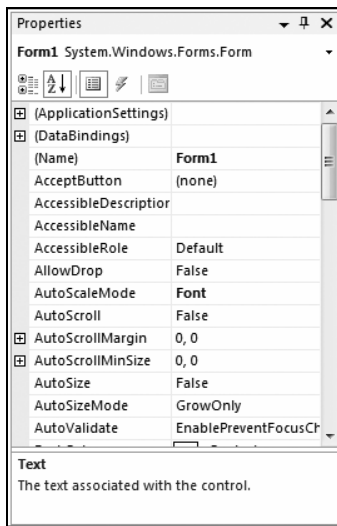 Properties
Form1 System.Windows.Forms.Form
(ApplicationSettings)
(DataBindings)
(Name) Form1
AcceptButton (none)
AccessibleDescription
AccessibleName
AccessibleRole Default
AllowDrop False
AutoScaleMode Font
AutoScroll False
AutoScrollMargin 0, 0
AutoScrollMinSize 0, 0
AutoSize False
AutoSizeMode GrowOnly
AutoValidate EnablePreventFocusCh
Text
The text associated with the control.